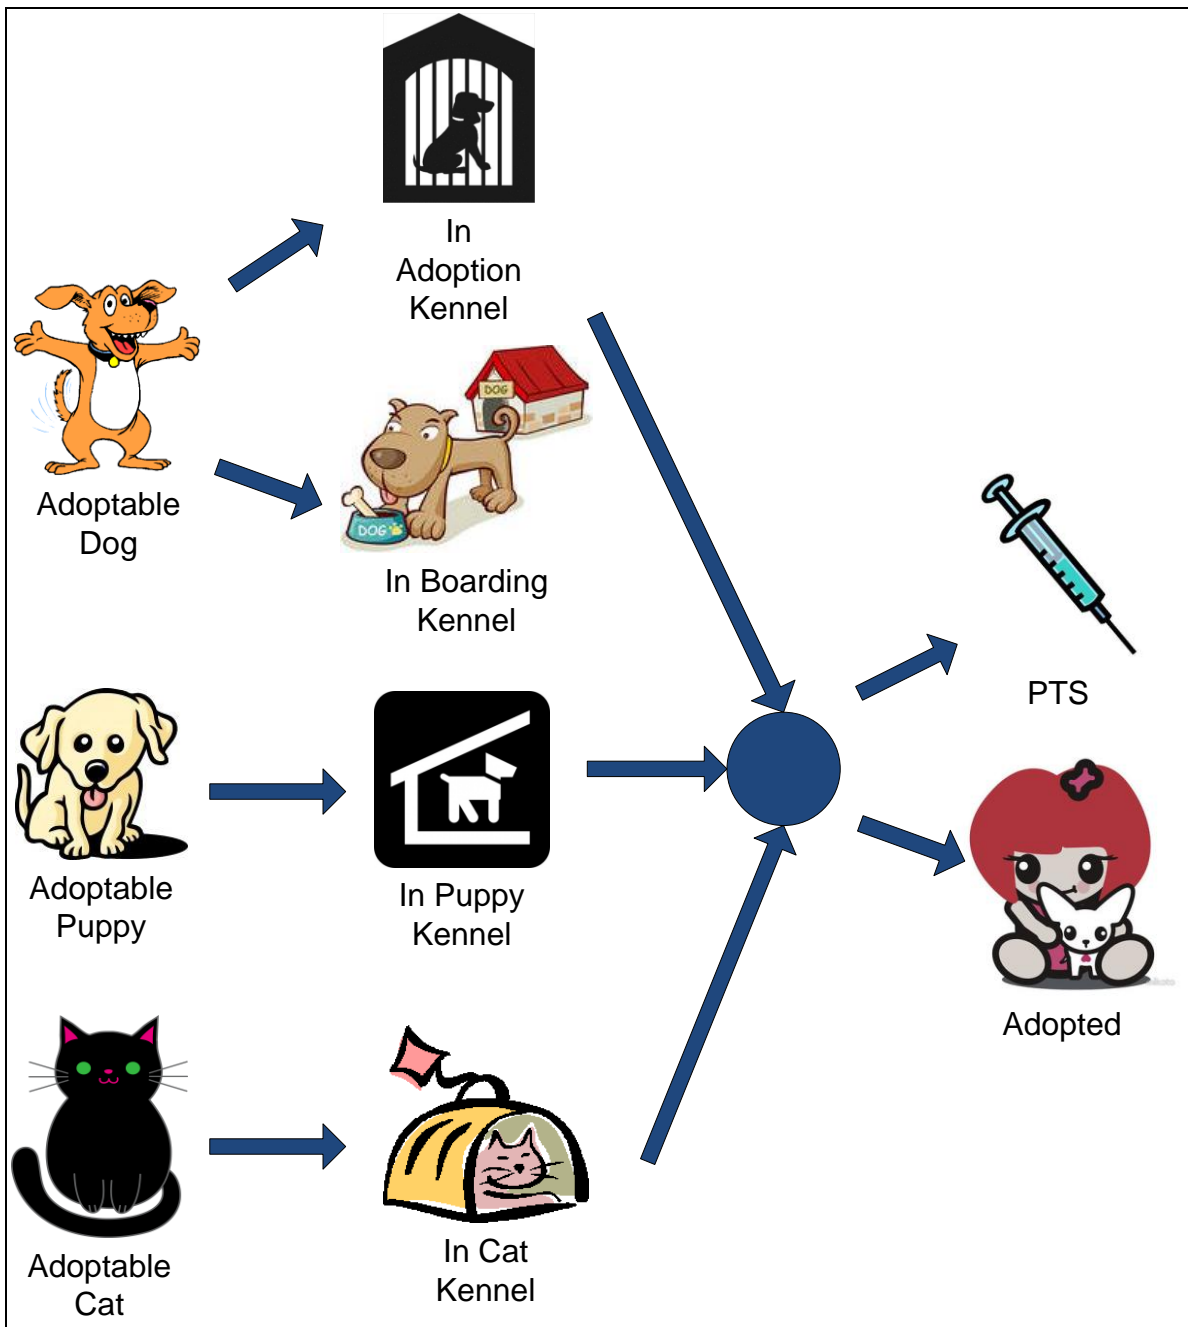 In
Adoption
Kennel
DOG
DOG
Adoptable
Dog
In Boarding
Kennel
PTS
Adoptable
Puppy
In Puppy
Kennel
Adopted
Adoptable
Cat
In Cat
Kennel